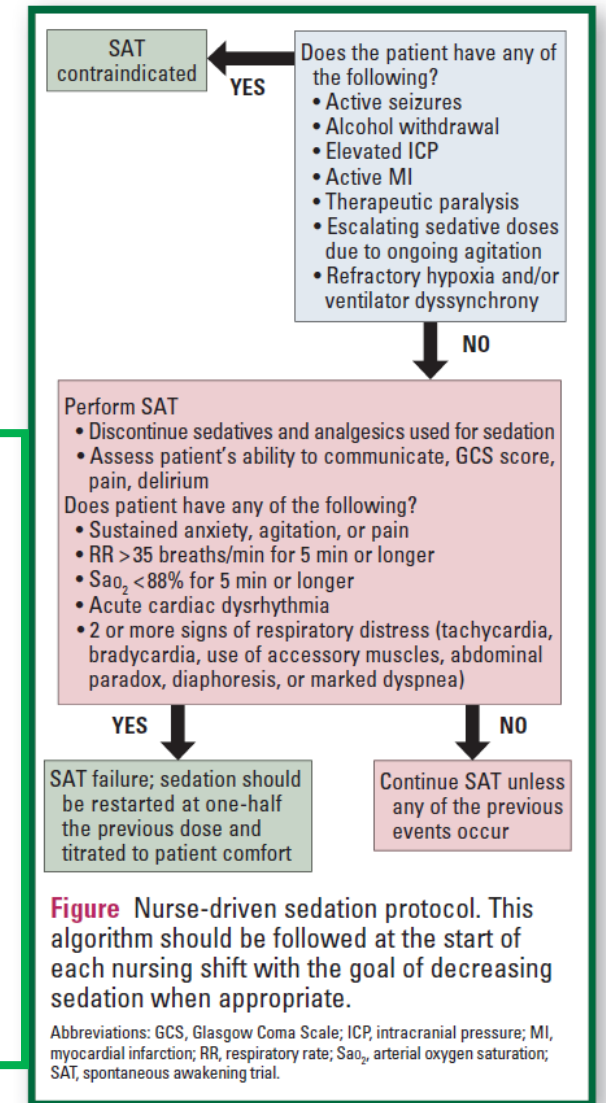 SAT
contraindicated
YES
Does the patient have any of
the following?
• Active seizures
• Alcohol withdrawal
• Elevated ICP
• Active MI
• Therapeutic paralysis
• Escalating sedative doses
due to ongoing agitation
• Refractory hypoxia and/or
ventilator dyssynchrony
NO
Perform SAT
• Discontinue sedatives and analgesics used for sedation
• Assess patient’s ability to communicate, GCS score,
pain, delirium
Does patient have any of the following?
• Sustained anxiety, agitation, or pain
• RR >35 breaths/min for 5 min or longer
• Sao₂ <88% for 5 min or longer
• Acute cardiac dysrhythmia
• 2 or more signs of respiratory distress (tachycardia,
bradycardia, use of accessory muscles, abdominal
paradox, diaphoresis, or marked dyspnea)
YES
NO
SAT failure; sedation should
be restarted at one-half
the previous dose and
titrated to patient comfort
Continue SAT unless
any of the previous
events occur
Figure Nurse-driven sedation protocol. This
algorithm should be followed at the start of
each nursing shift with the goal of decreasing
sedation when appropriate.
Abbreviations: GCS, Glasgow Coma Scale; ICP, intracranial pressure; MI,
myocardial infarction; RR, respiratory rate; Sao₂, arterial oxygen saturation;
SAT, spontaneous awakening trial.